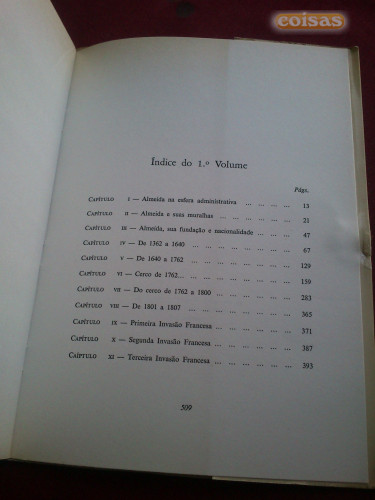 coisas
Índice do 1.º Volume
Pág.
CAPÍTULO I — Almeida na esfera administrativa ... ... ... ... 13
CAPÍTULO II — Almeida e suas muralhas ... ... ... ... ... 21
CAPÍTULO III — Almeida, sua fundação e nacionalidade ... ... ... 47
CAPÍTULO IV — De 1362 a 1640 ... ... ... ... ... ... 67
CAPÍTULO V — De 1640 a 1762 ... ... ... ... ... ... 129
CAPÍTULO VI — Cerco de 1762... ... ... ... ... ... ... 159
CAPÍTULO VII — Do cerco de 1762 a 1800 ... ... ... ... ... 283
CAPÍTULO VIII — De 1801 a 1807 ... ... ... ... ... ... 365
CAPÍTULO IX — Primeira Invasão Francesa ... ... ... ... ... 371
CAPÍTULO X — Segunda Invasão Francesa ... ... ... ... ... 387
CAÍPTULO XI — Terceira Invasão Francesa ... ... ... ... ... 393
309